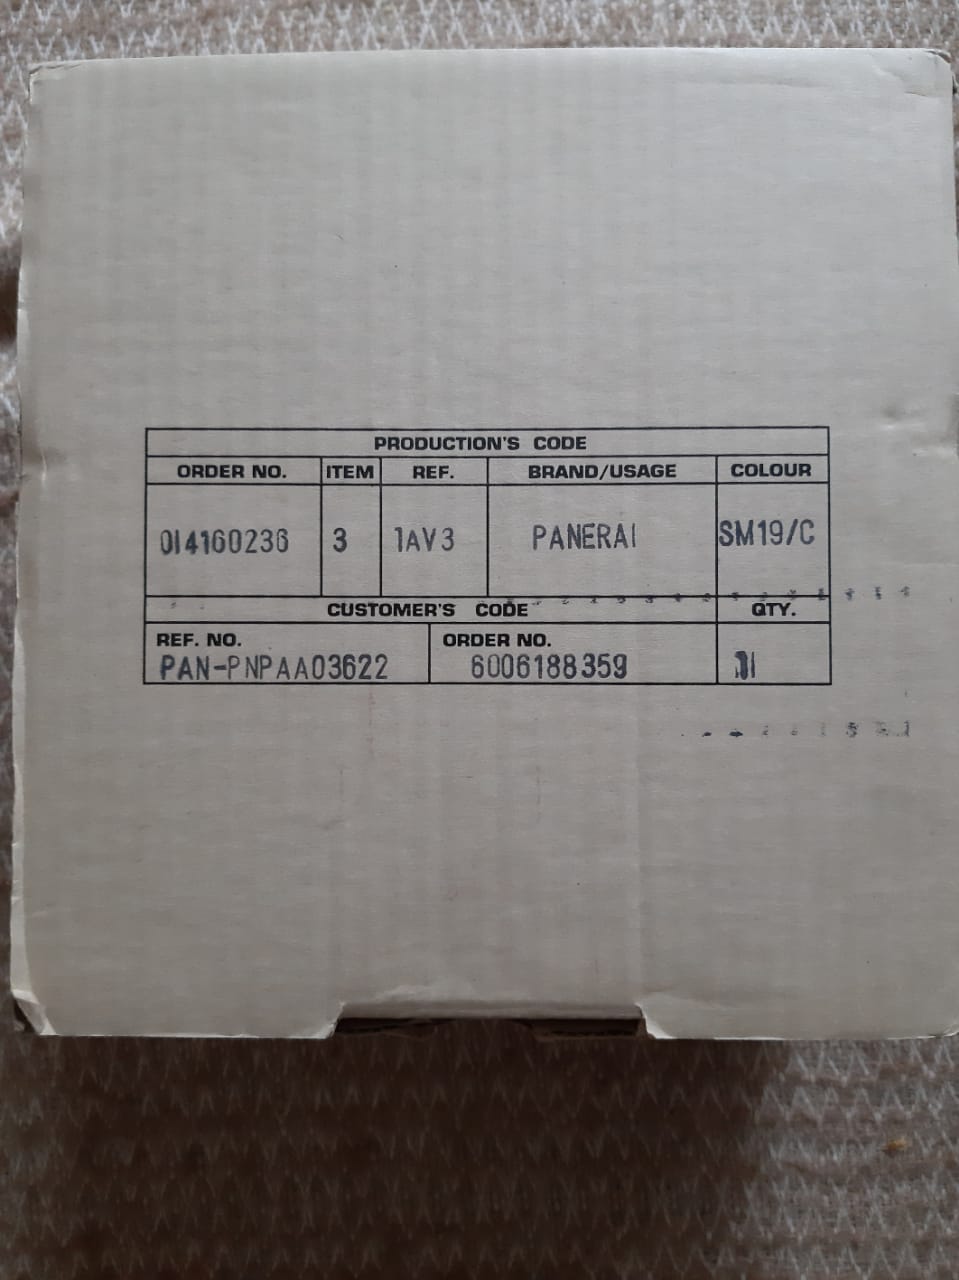 PRODUCTION'S CODE
ORDER NO. ITEM REF. BRAND/USAGE COLOUR
014160236 3 1AV3 PANERAI SM19/C
CUSTOMER'S CODE QTY.
REF. NO. ORDER NO.
PAN-PNPAA03622 6006188359